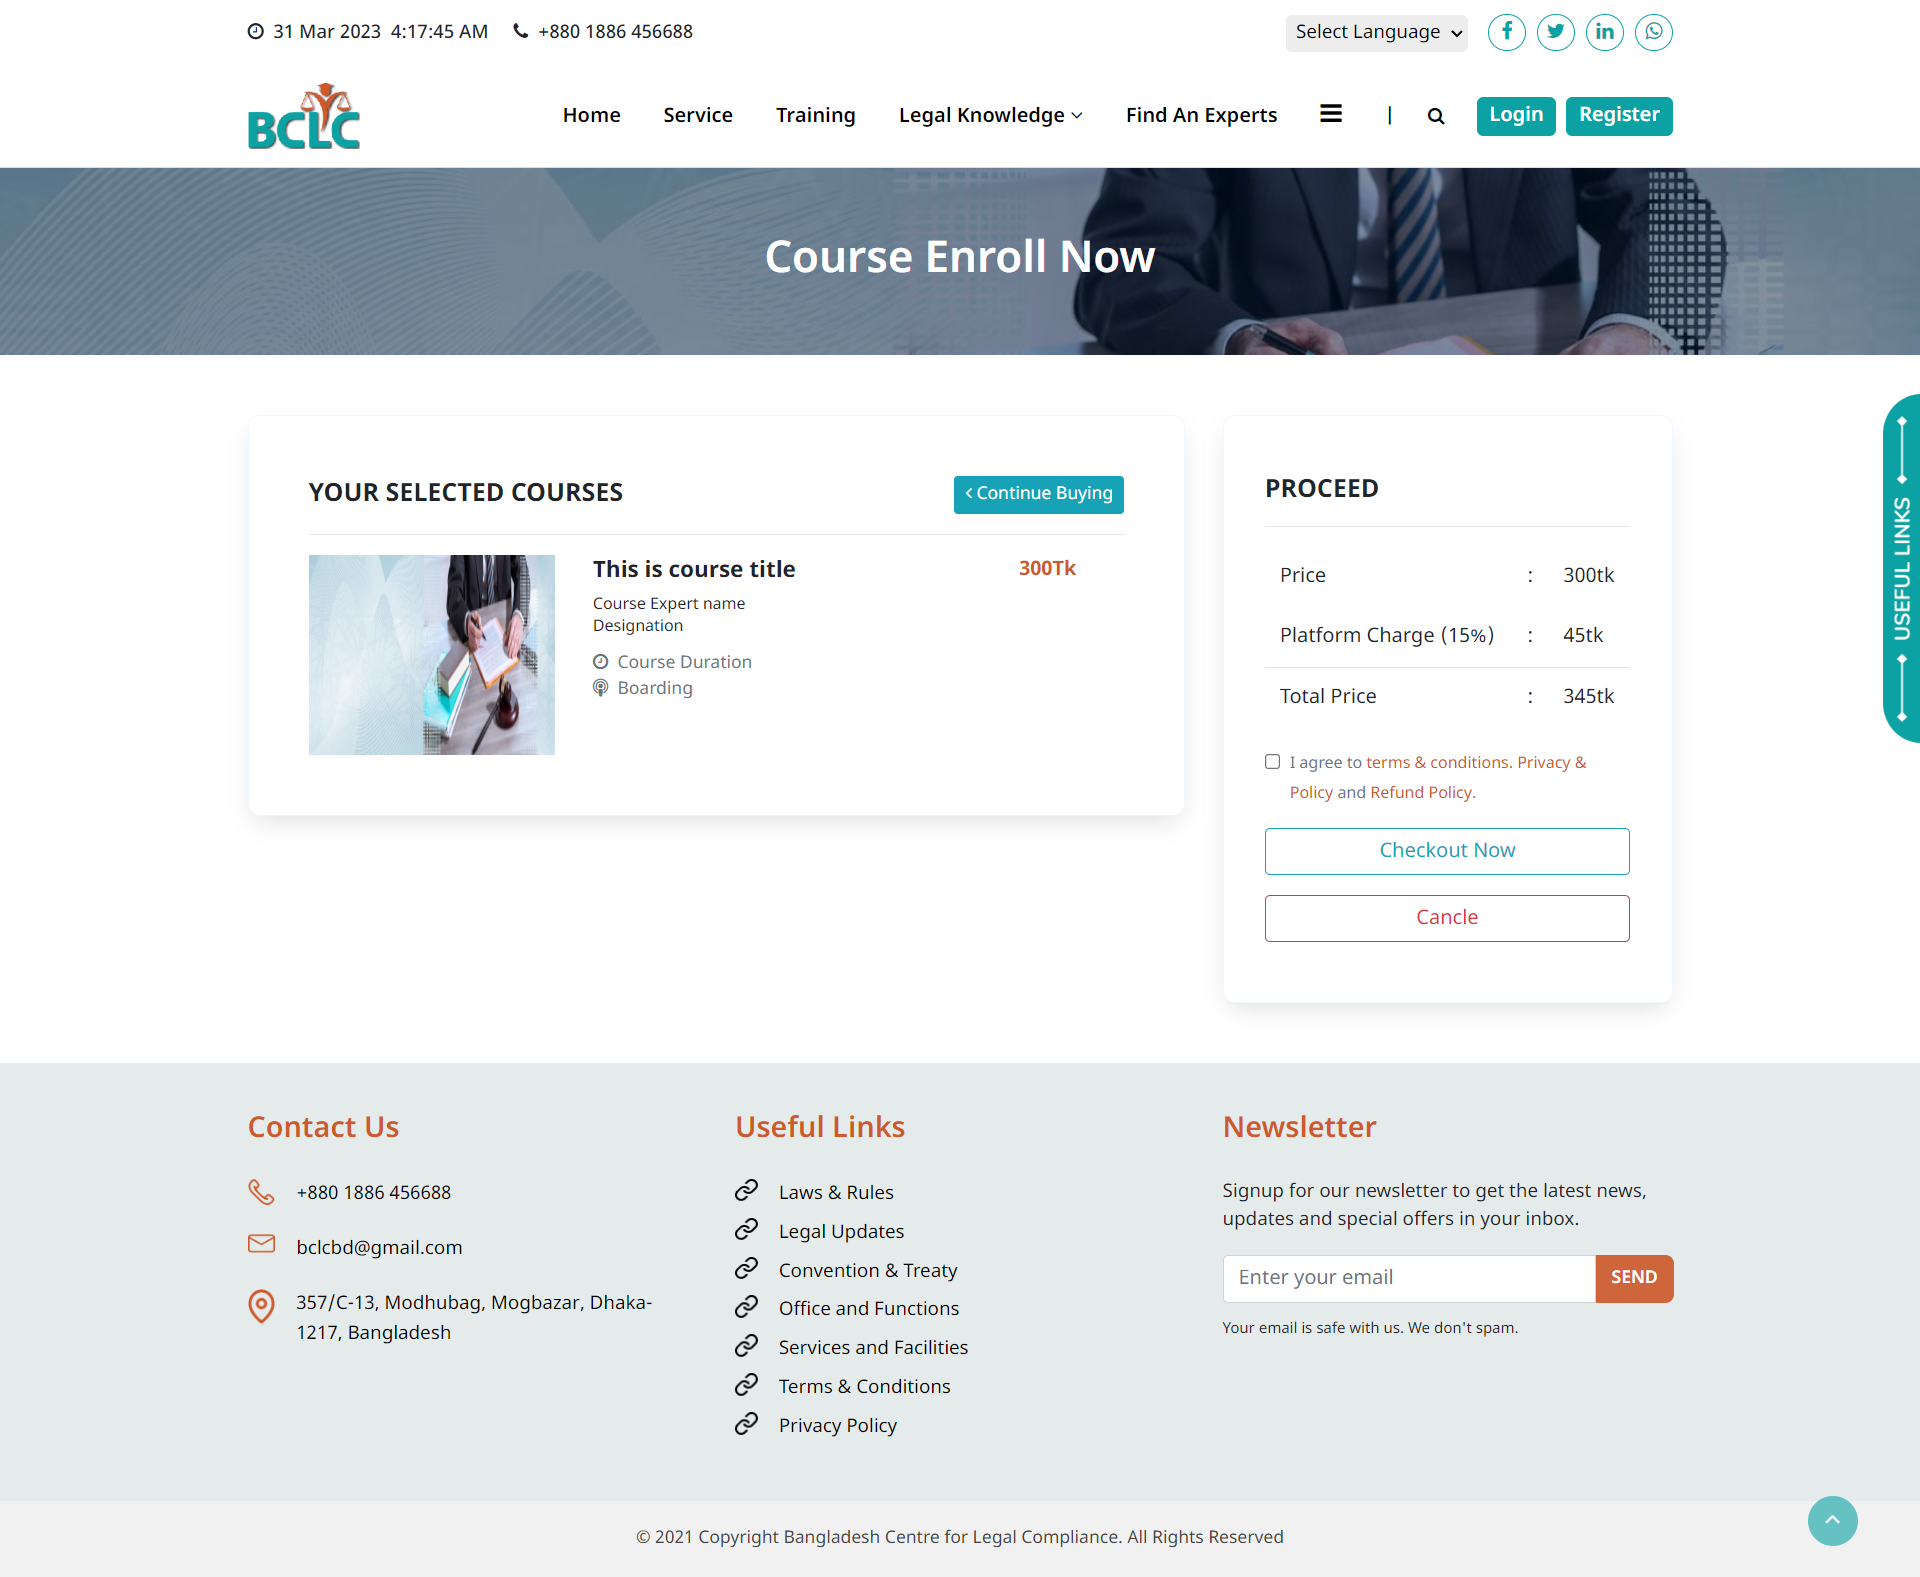 31 Mar 2023 4:17:45 AM
+880 1886 456688
Select Language
BCLC
Home
Service
Training
Legal Knowledge
Find An Experts
|
Login
Register
Course Enroll Now
YOUR SELECTED COURSES
Continue Buying
This is course title
300Tk
Course Expert name
Designation
Course Duration
Boarding
PROCEED
Price : 300tk
Platform Charge (15%) : 45tk
Total Price : 345tk
I agree to terms & conditions. Privacy &
Policy and Refund Policy.
Checkout Now
Cancle
USEFUL LINKS
Contact Us
+880 1886 456688
bclcbd@gmail.com
357/C-13, Modhubag, Mogbazar, Dhaka-
1217, Bangladesh
Useful Links
Laws & Rules
Legal Updates
Convention & Treaty
Office and Functions
Services and Facilities
Terms & Conditions
Privacy Policy
Newsletter
Signup for our newsletter to get the latest news,
updates and special offers in your inbox.
Enter your email
SEND
Your email is safe with us. We don't spam.
© 2021 Copyright Bangladesh Centre for Legal Compliance. All Rights Reserved